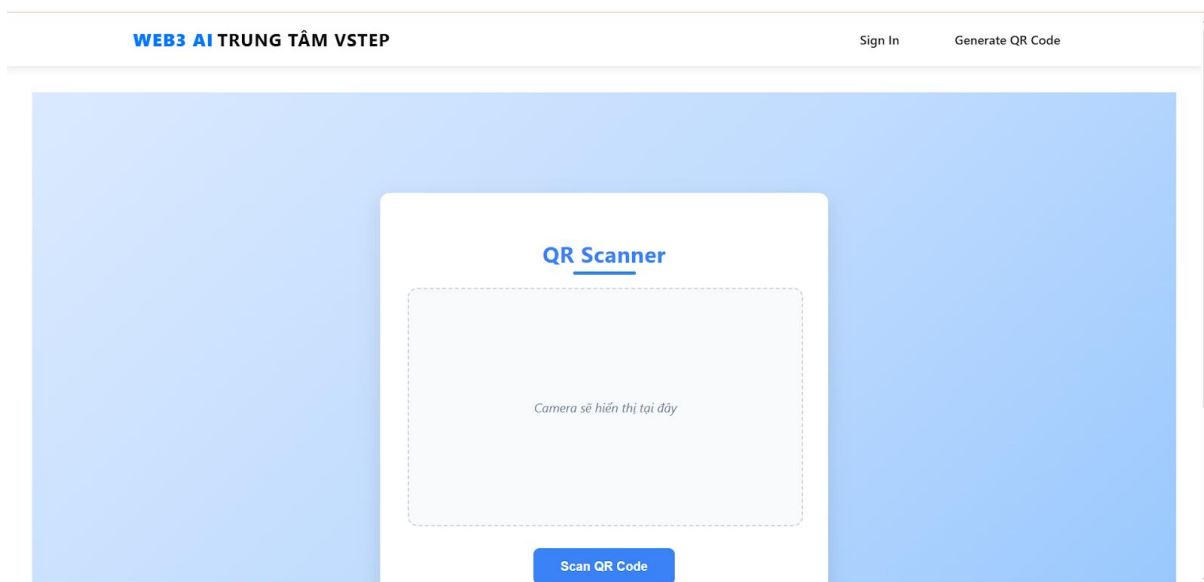 WEB3 AI TRUNG TÂM VSTEP
Sign In
Generate QR Code
QR Scanner
Camera sẽ hiển thị tại đây
Scan QR Code